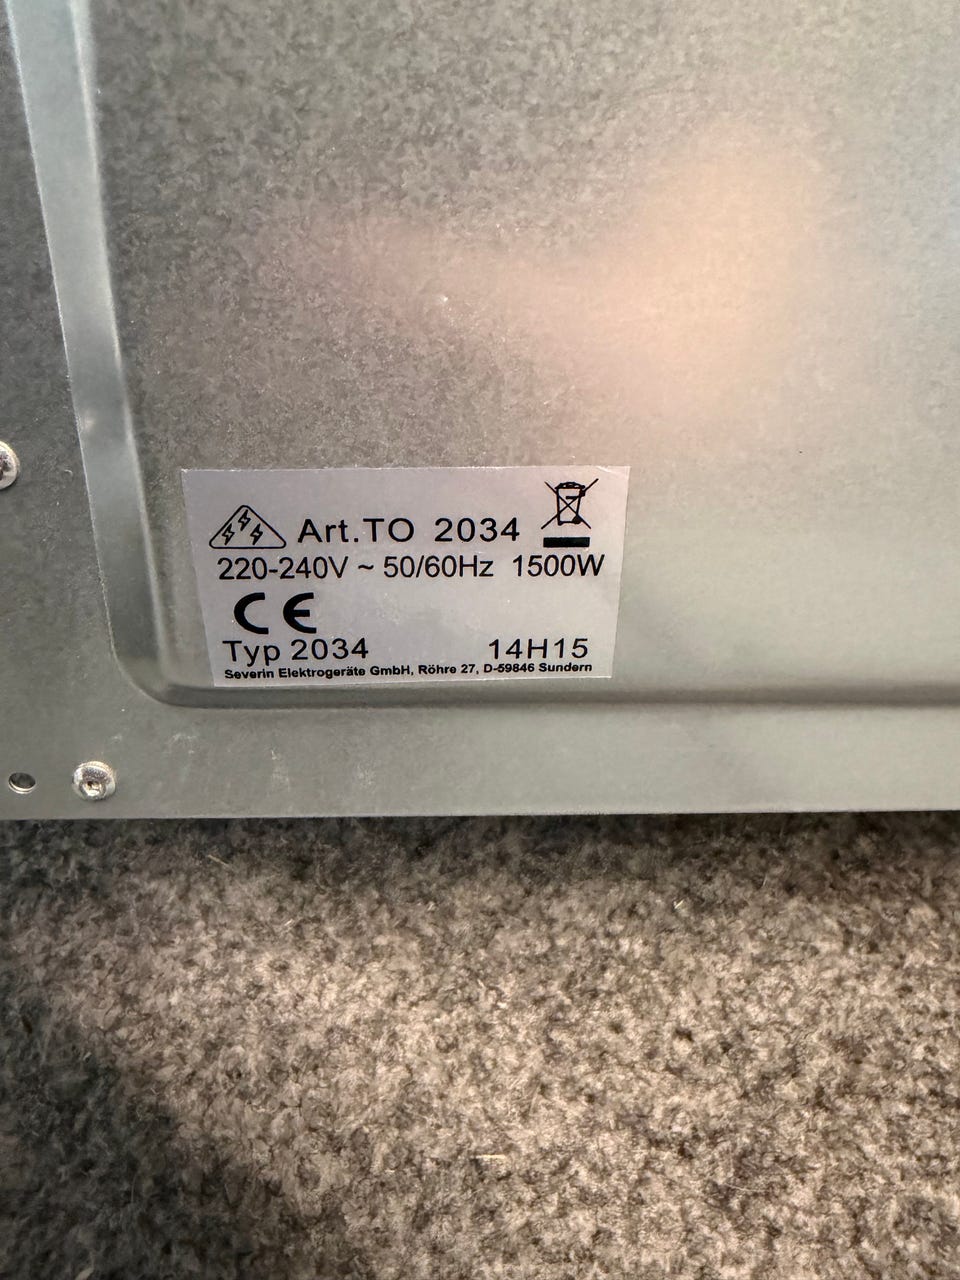 Art.TO 2034
220-240V ~ 50/60Hz 1500W
CE
Typ 2034 14H15
Severin Elektrogeräte GmbH, Röhre 27, D-59846 Sundern